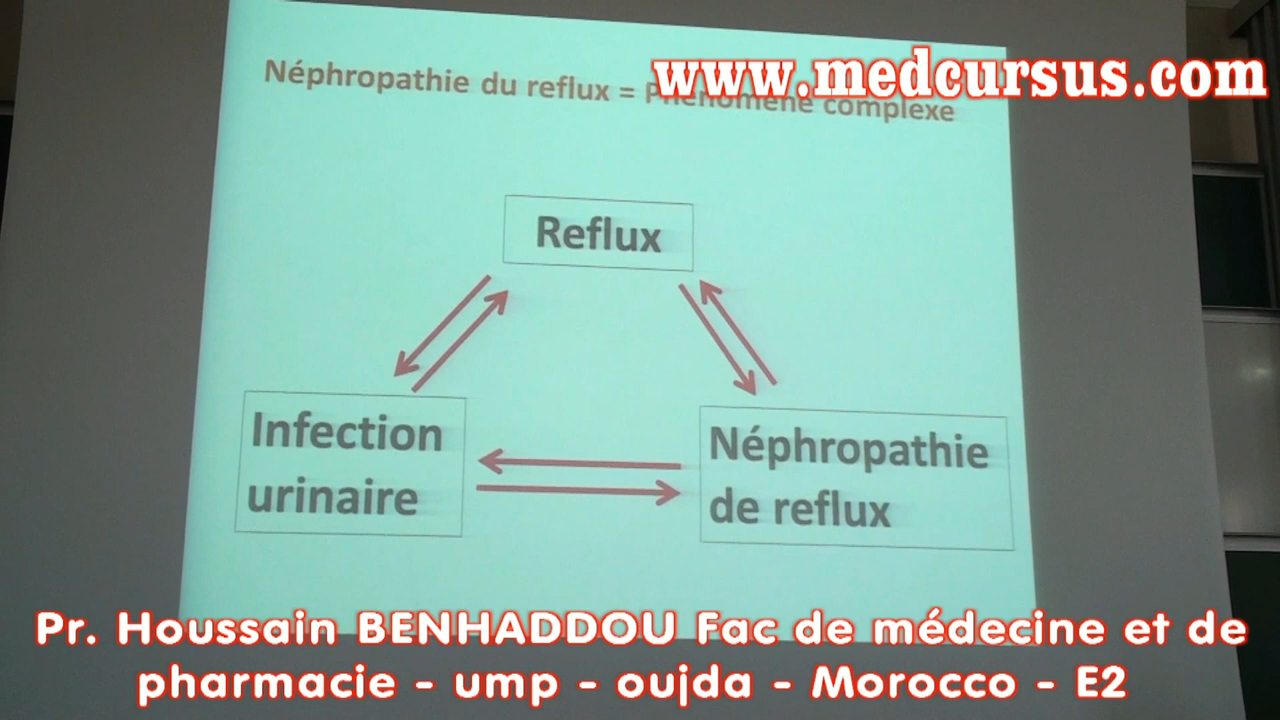 www.medcursus.com
Néphropathie du reflux = Phénomène complexe
Reflux
Infection
urinaire
Néphropathie
de reflux
Pr. Houssain BENHADDOU Fac de médecine et de
pharmacie - ump - oujda - Morocco - E2